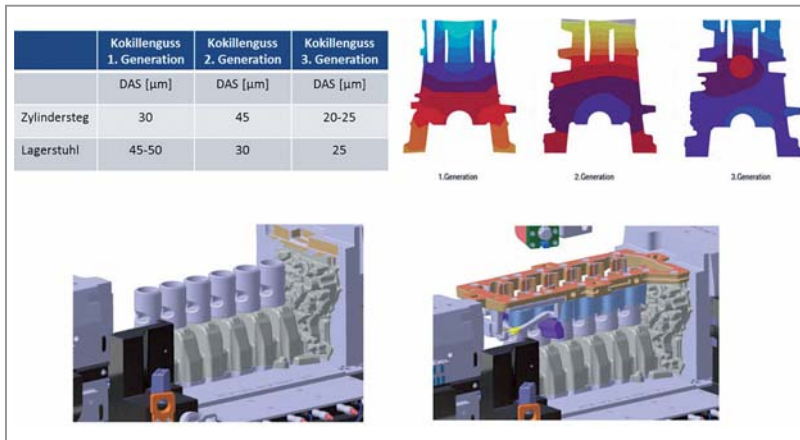 Kokillenguss Kokillenguss Kokillenguss
1. Generation 2. Generation 3. Generation
DAS [µm] DAS [µm] DAS [µm]
Zylindersteg 30 45 20-25
Lagerstuhl 45-50 30 25
1.Generation 2.Generation 3.Generation